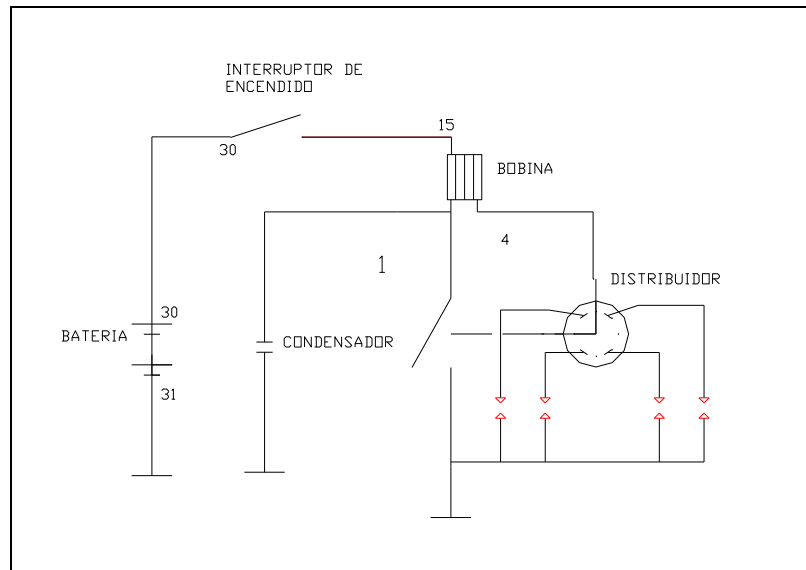 INTERRUPTOR DE
ENCENDIDO
15
30
BOBINA
4
1
DISTRIBUIDOR
30
BATERIA
CONDENSADOR
31